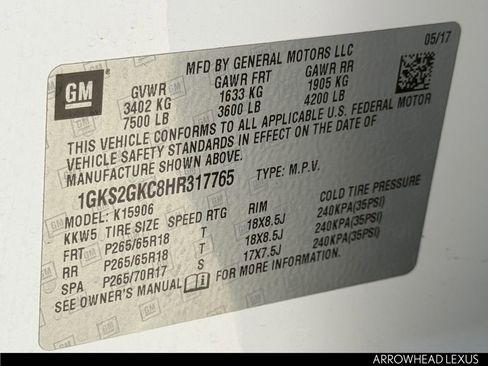 MFD BY GENERAL MOTORS LLC 05/17
GM GVWR GAWR FRT GAWR RR
3402 KG 1633 KG 1905 KG
7500 LB 3600 LB 4200 LB
THIS VEHICLE CONFORMS TO ALL APPLICABLE U.S. FEDERAL MOTOR
VEHICLE SAFETY STANDARDS IN EFFECT ON THE DATE OF
MANUFACTURE SHOWN ABOVE.
1GKS2GKC8HR317765 TYPE: M.P.V.
MODEL: K15906
KKW5 TIRE SIZE SPEED RTG RIM COLD TIRE PRESSURE
FRT P265/65R18 T 18X8.5J 240KPA(35PSI)
RR P265/65R18 T 18X8.5J 240KPA(35PSI)
SPA P265/70R17 S 17X7.5J 240KPA(35PSI)
SEE OWNER'S MANUAL FOR MORE INFORMATION.
ARROWHEAD LEXUS